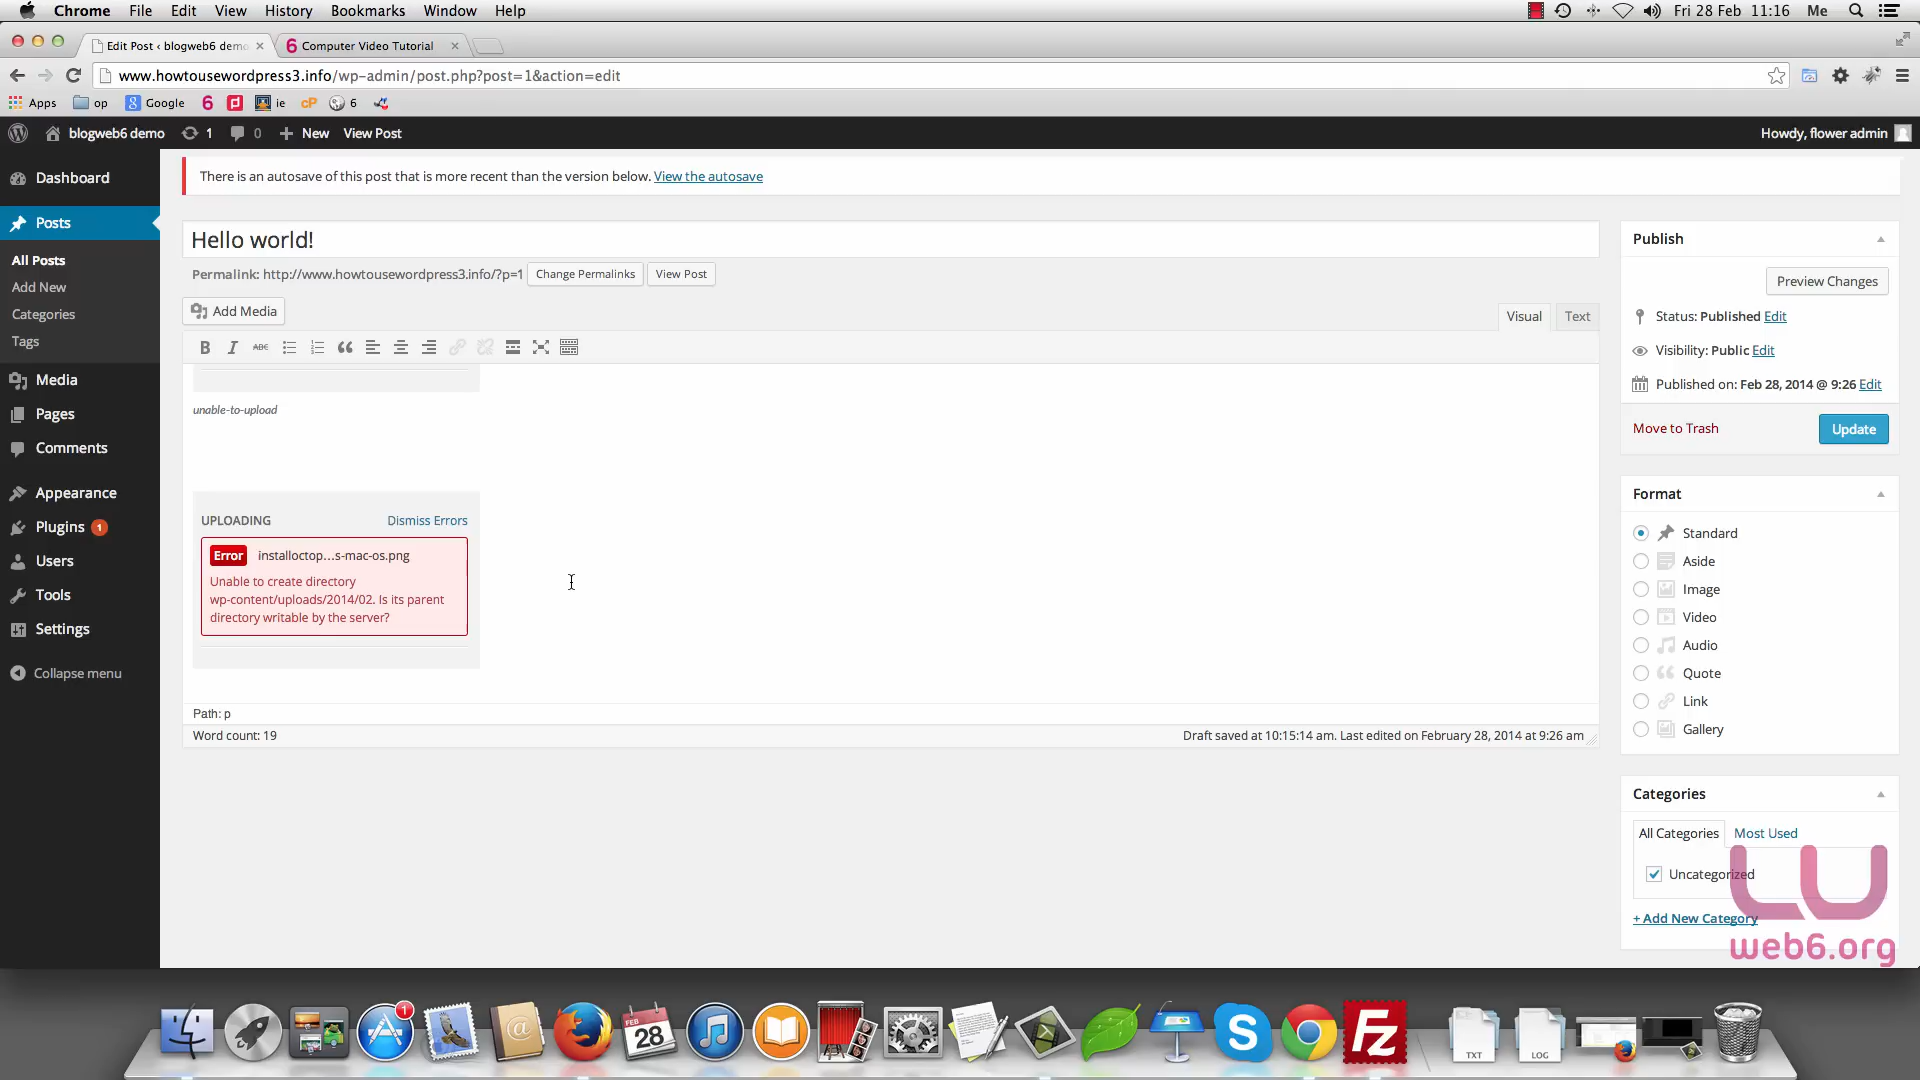 Chrome File Edit View History Bookmarks Window Help Fri 28 Feb 11:16 Me
Edit Post ‹ blogweb6 demo
6 Computer Video Tutorial
www.howtousewordpress3.info/wp-admin/post.php?post=1&action=edit
Apps op Google 6 ie cP 6
blogweb6 demo 1 0 New View Post Howdy, flower admin
Dashboard
Posts
All Posts
Add New
Categories
Tags
Media
Pages
Comments
Appearance
Plugins 1
Users
Tools
Settings
Collapse menu
There is an autosave of this post that is more recent than the version below. View the autosave
Hello world!
Permalink: http://www.howtousewordpress3.info/?p=1 Change Permalinks View Post
Add Media
Visual Text
B I ABC
unable-to-upload
UPLOADING Dismiss Errors
Error installoctop...s-mac-os.png
Unable to create directory
wp-content/uploads/2014/02. Is its parent
directory writable by the server?
Path: p
Word count: 19 Draft saved at 10:15:14 am. Last edited on February 28, 2014 at 9:26 am
Publish
Preview Changes
Status: Published Edit
Visibility: Public Edit
Published on: Feb 28, 2014 @ 9:26 Edit
Move to Trash Update
Format
Standard
Aside
Image
Video
Audio
Quote
Link
Gallery
Categories
All Categories Most Used
Uncategorized
+ Add New Category
web6.org
1
FEB
28
S
Fz
TXT
LOG